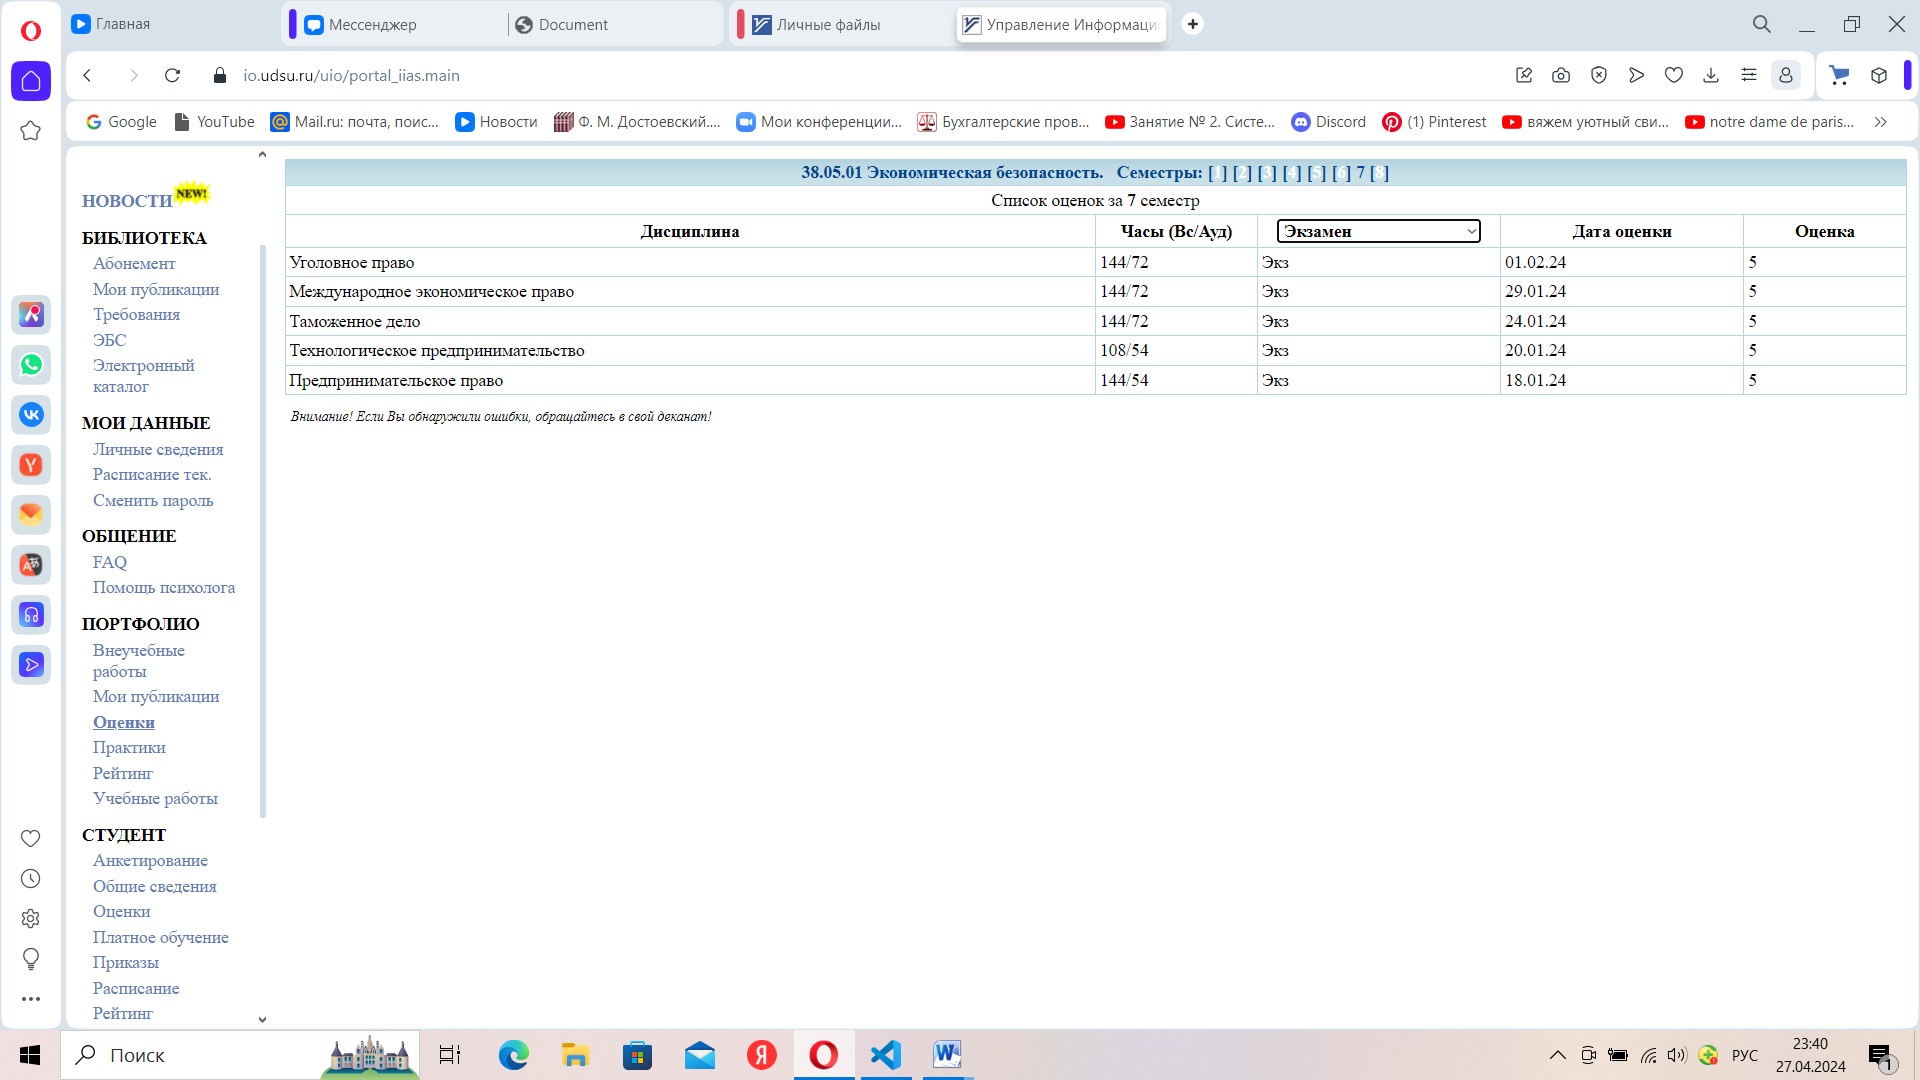 Главная
Мессенджер
Document
Личные файлы
Управление Информаци
io.udsu.ru/uio/portal_iias.main
Google
YouTube
Mail.ru: почта, поис...
Новости
Ф. М. Достоевский....
Мои конференции...
Бухгалтерские пров...
Занятие № 2. Систе...
Discord
(1) Pinterest
вяжем уютный сви...
notre dame de paris...
НОВОСТИ NEW!
БИБЛИОТЕКА
Абонемент
Мои публикации
Требования
ЭБС
Электронный
каталог
МОИ ДАННЫЕ
Личные сведения
Расписание тек.
Сменить пароль
ОБЩЕНИЕ
FAQ
Помощь психолога
ПОРТФОЛИО
Внеучебные
работы
Мои публикации
Оценки
Практики
Рейтинг
Учебные работы
СТУДЕНТ
Анкетирование
Общие сведения
Оценки
Платное обучение
Приказы
Расписание
Рейтинг
38.05.01 Экономическая безопасность. Семестры: [1] [2] [3] [4] [5] [6] 7 [8]
Список оценок за 7 семестр
Дисциплина Часы (Вс/Ауд) Экзамен Дата оценки Оценка
Уголовное право 144/72 Экз 01.02.24 5
Международное экономическое право 144/72 Экз 29.01.24 5
Таможенное дело 144/72 Экз 24.01.24 5
Технологическое предпринимательство 108/54 Экз 20.01.24 5
Предпринимательское право 144/54 Экз 18.01.24 5
Внимание! Если Вы обнаружили ошибки, обращайтесь в свой деканат!
Поиск
РУС
23:40
27.04.2024
1